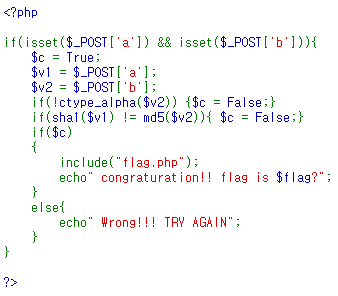 <?php
if(isset($_POST['a']) && isset($_POST['b'])){
$c = True;
$v1 = $_POST['a'];
$v2 = $_POST['b'];
if(!ctype_alpha($v2)) {$c = False;}
if(sha1($v1) != md5($v2)){ $c = False;}
if($c)
{
include("flag.php");
echo" congraturation!! flag is $flag?";
}
else{
echo" Wrong!!! TRY AGAIN";
}
}
?>